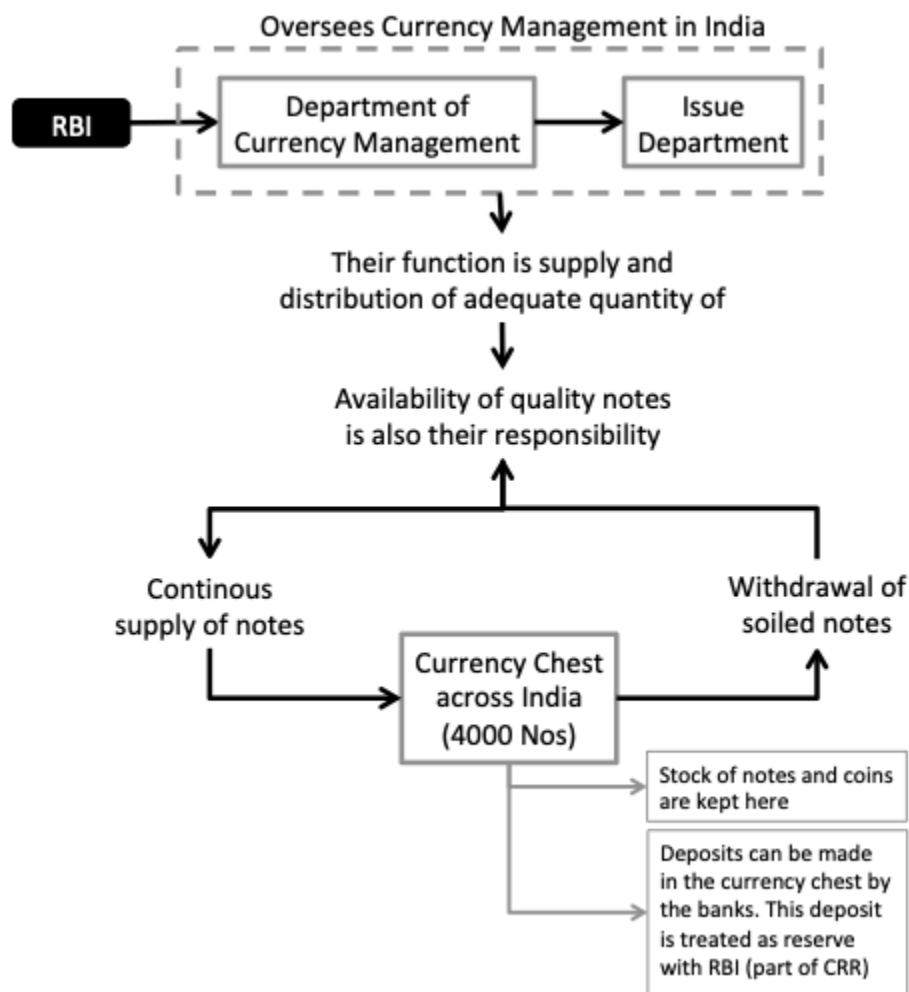 Oversees Currency Management in India
RBI
Department of
Currency Management
Issue
Department
Their function is supply and
distribution of adequate quantity of
Availability of quality notes
is also their responsibility
Continous
supply of notes
Withdrawal of
soiled notes
Currency Chest
across India
(4000 Nos)
Stock of notes and coins
are kept here
Deposits can be made
in the currency chest by
the banks. This deposit
is treated as reserve
with RBI (part of CRR)